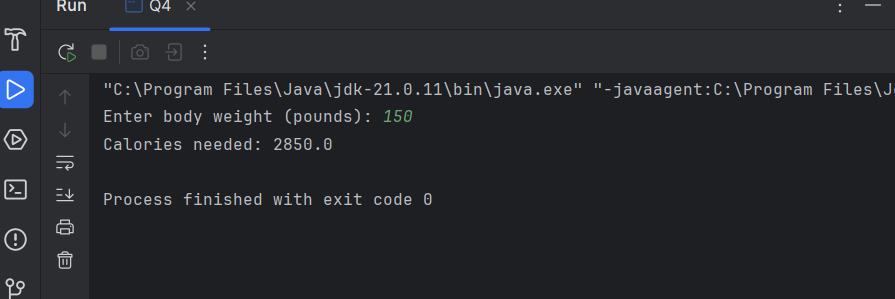 Run Q4
"C:\Program Files\Java\jdk-21.0.11\bin\java.exe" "-javaagent:C:\Program Files\J
Enter body weight (pounds): 150
Calories needed: 2850.0
Process finished with exit code 0